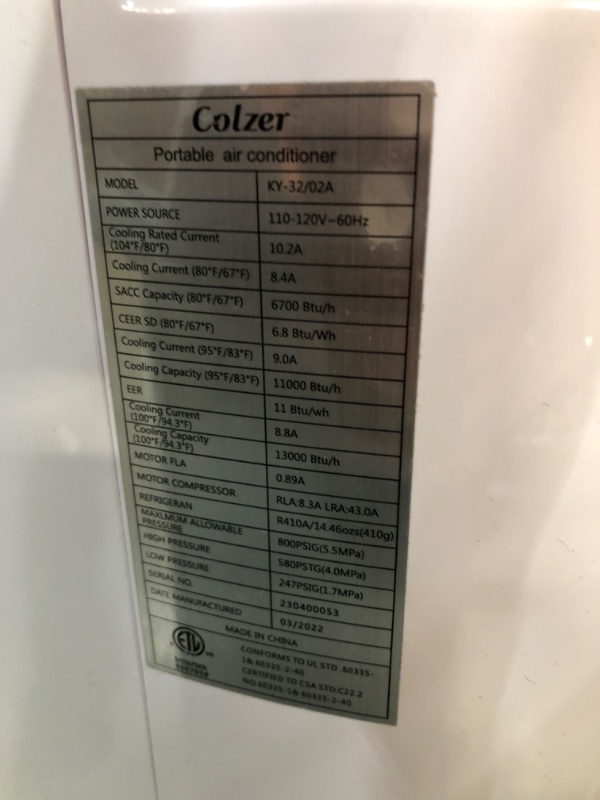 Colzer
Portable air conditioner
MODEL KY-32/02A
POWER SOURCE 110-120V~60Hz
Cooling Rated Current
(104°F/80°F) 10.2A
Cooling Current (80°F/67°F) 8.4A
SACC Capacity (80°F/67°F) 6700 Btu/h
CEER SD (80°F/67°F) 6.8 Btu/Wh
Cooling Current (95°F/83°F) 9.0A
Cooling Capacity (95°F/83°F) 11000 Btu/h
EER 11 Btu/wh
Cooling Current
(100°F/94.3°F) 8.8A
Cooling Capacity
(100°F/94.3°F) 13000 Btu/h
MOTOR FLA 0.89A
MOTOR COMPRESSOR RLA:8.3A LRA:43.0A
REFRIGERAN R410A/14.46ozs(410g)
MAXLMUM ALLOWABLE
PRESSURE 800PSIG(5.5MPa)
HIGH PRESSURE 580PSTG(4.0MPa)
LOW PRESSURE 247PSIG(1.7MPa)
SERIAL NO. 230400053
DATE MANUFACTURED 03/2022
MADE IN CHINA
ETL
Intertek
CONFORMS TO UL STD .60335-
1& 60335-2-40
CERTIFIED TO CSA STD.C22.2
NO.60335-1& 60335-2-40